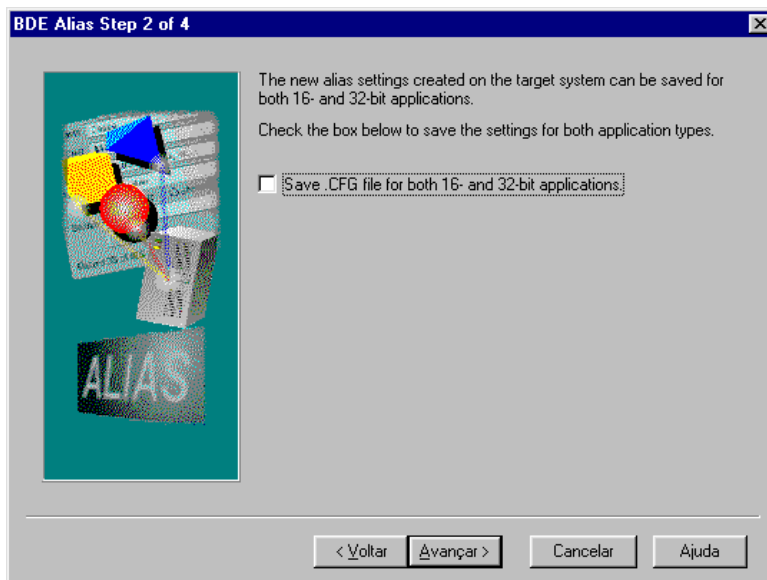 BDE Alias Step 2 of 4
The new alias settings created on the target system can be saved for
both 16- and 32-bit applications.
Check the box below to save the settings for both application types.
Save .CFG file for both 16- and 32-bit applications.
ALIAS
< Voltar
Avançar >
Cancelar
Ajuda